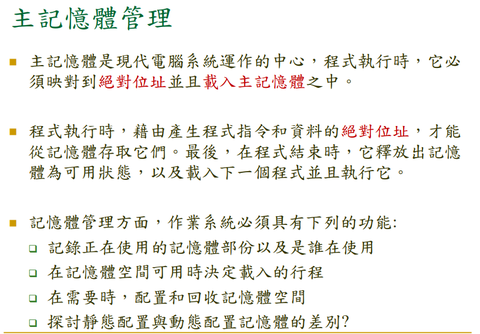 主記憶體管理
主記憶體是現代電腦系統運作的中心，程式執行時，它必
須映對到絕對位址並且載入主記憶體之中。
程式執行時，藉由產生程式指令和資料的絕對位址，才能
從記憶體存取它們。最後，在程式結束時，它釋放出記憶
體為可用狀態，以及載入下一個程式並且執行它。
記憶體管理方面，作業系統必須具有下列的功能:
記錄正在使用的記憶體部份以及是誰在使用
在記憶體空間可用時決定載入的行程
在需要時，配置和回收記憶體空間
探討靜態配置與動態配置記憶體的差別?